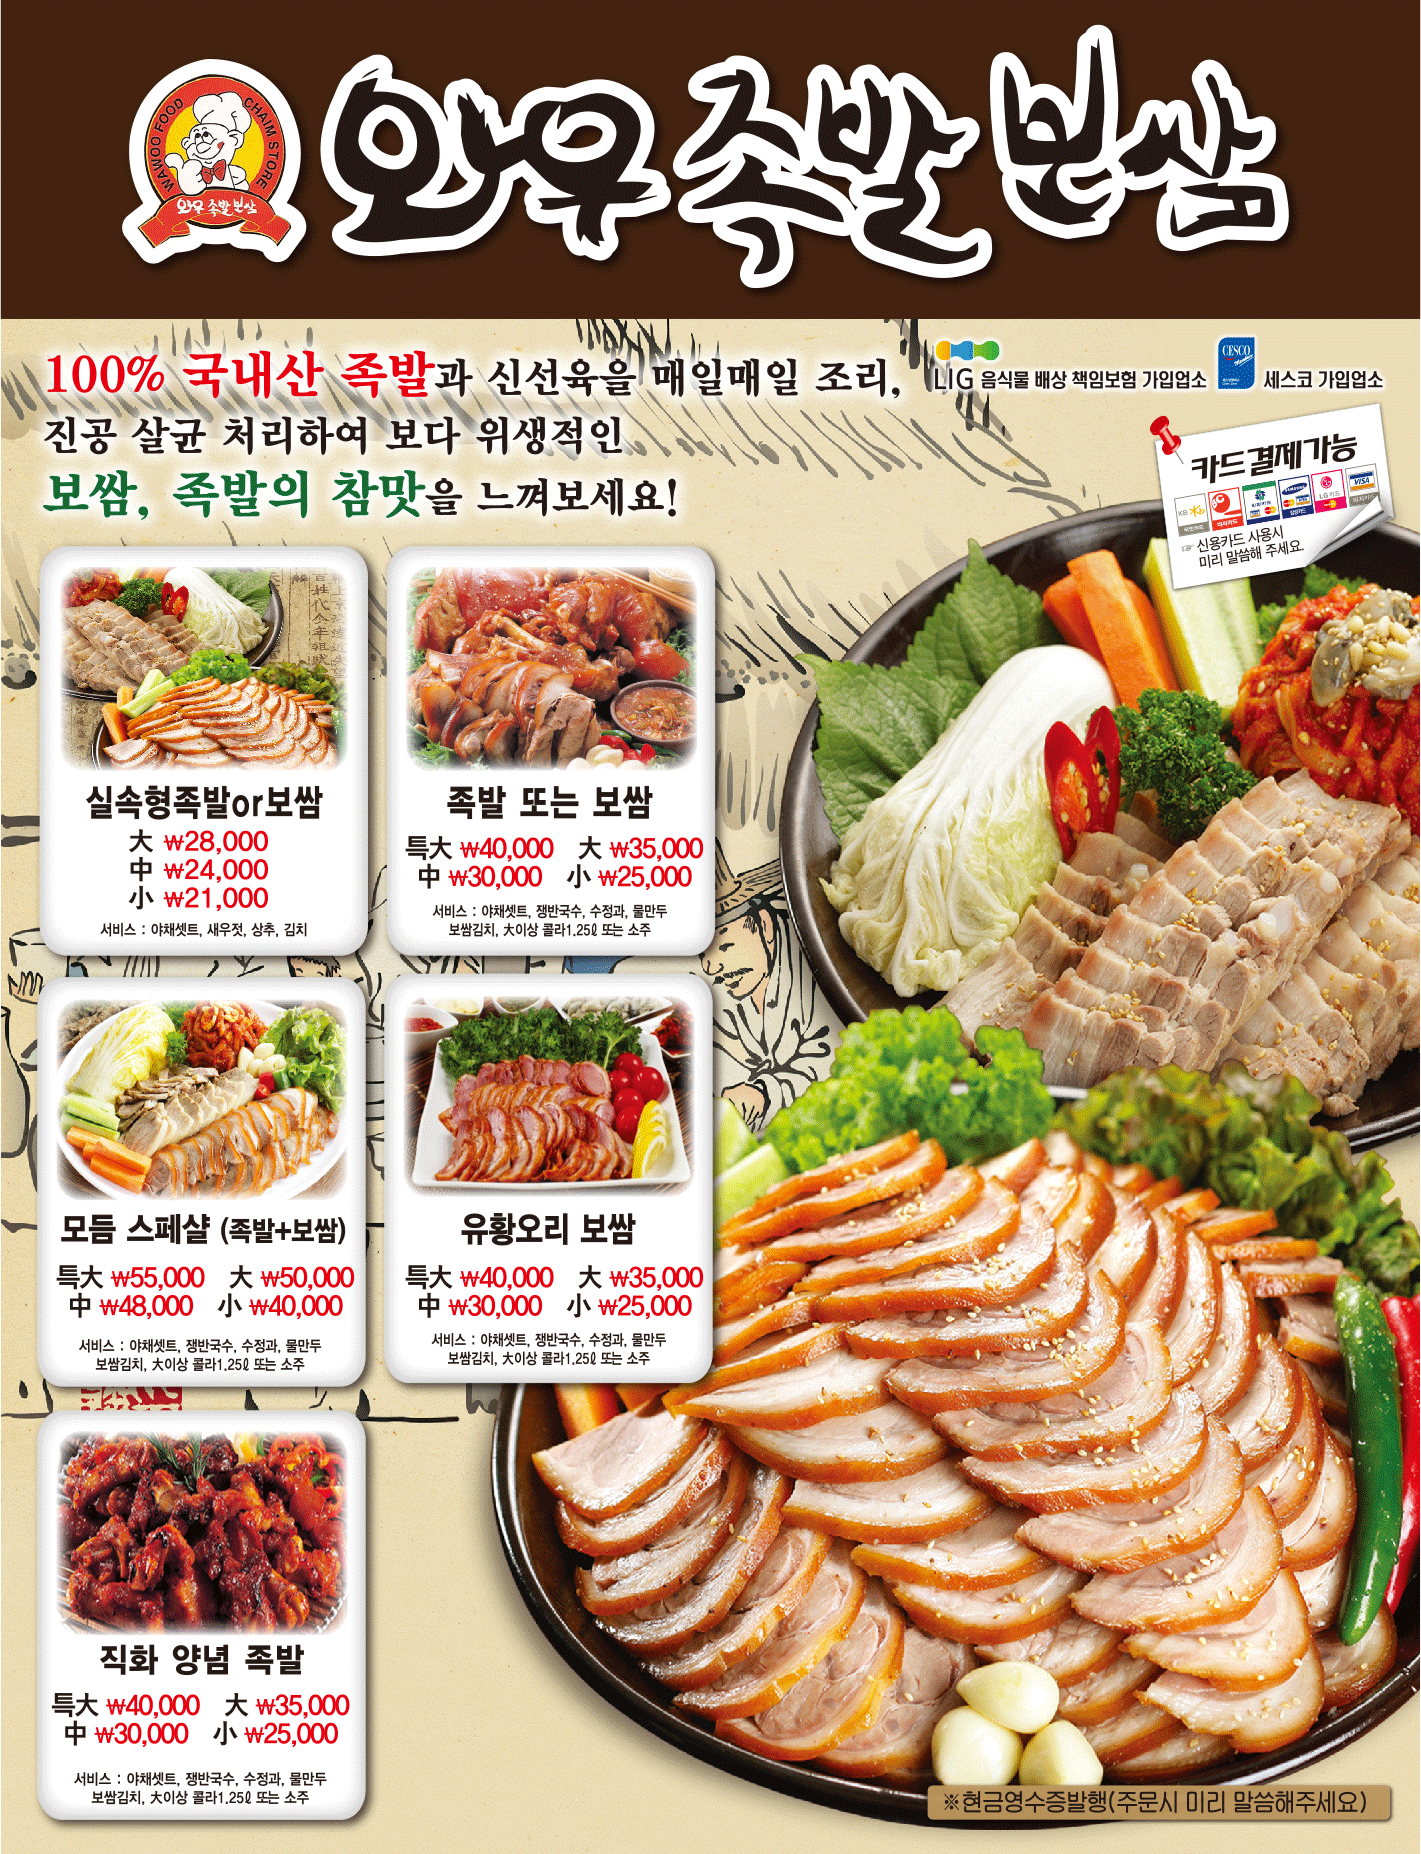 WAWOO FOOD CHAIM STORE
와우 족발 보쌈
와우 족발 보쌈
100% 국내산 족발과 신선육을 매일매일 조리,
진공 살균 처리하여 보다 위생적인
보쌈, 족발의 참맛을 느껴보세요!
LIG 음식물 배상 책임보험 가입업소
CESCO
세스코 가입업소
카드결제가능
KB
LG카드
VISA
☞ 신용카드 사용시
미리 말씀해 주세요.
실속형족발or보쌈
大 ₩28,000
中 ₩24,000
小 ₩21,000
서비스 : 야채셋트, 새우젓, 상추, 김치
족발 또는 보쌈
특大 ₩40,000 大 ₩35,000
中 ₩30,000 小 ₩25,000
서비스 : 야채셋트, 쟁반국수, 수정과, 물만두
보쌈김치, 大이상 콜라1.25ℓ 또는 소주
모듬 스페샬 (족발+보쌈)
특大 ₩55,000 大 ₩50,000
中 ₩48,000 小 ₩40,000
서비스 : 야채셋트, 쟁반국수, 수정과, 물만두
보쌈김치, 大이상 콜라1.25ℓ 또는 소주
유황오리 보쌈
특大 ₩40,000 大 ₩35,000
中 ₩30,000 小 ₩25,000
서비스 : 야채셋트, 쟁반국수, 수정과, 물만두
보쌈김치, 大이상 콜라1.25ℓ 또는 소주
직화 양념 족발
특大 ₩40,000 大 ₩35,000
中 ₩30,000 小 ₩25,000
서비스 : 야채셋트, 쟁반국수, 수정과, 물만두
보쌈김치, 大이상 콜라1.25ℓ 또는 소주
※현금영수증발행(주문시 미리 말씀해주세요)